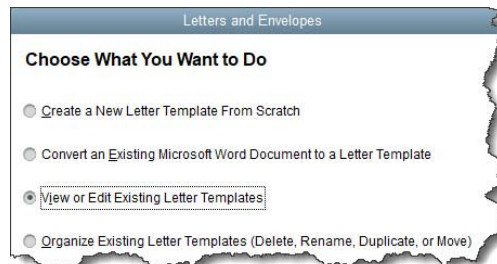 Letters and Envelopes
Choose What You Want to Do
Create a New Letter Template From Scratch
Convert an Existing Microsoft Word Document to a Letter Template
View or Edit Existing Letter Templates
Organize Existing Letter Templates (Delete, Rename, Duplicate, or Move)